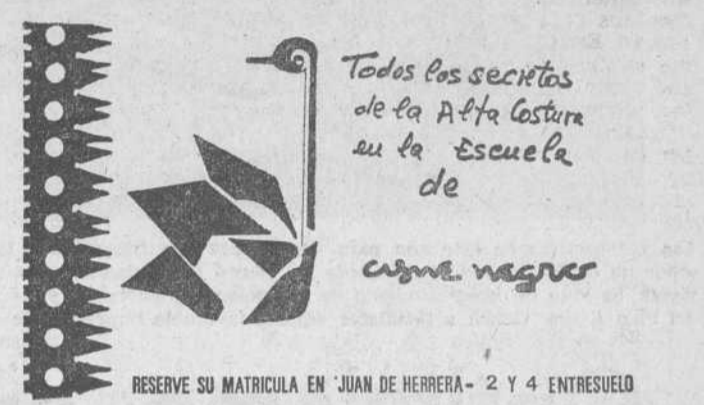 Todos los secretos
de la Alta Costura
en la Escuela
de
cisne negro
RESERVE SU MATRICULA EN 'JUAN DE HERRERA- 2 Y 4 ENTRESUELO